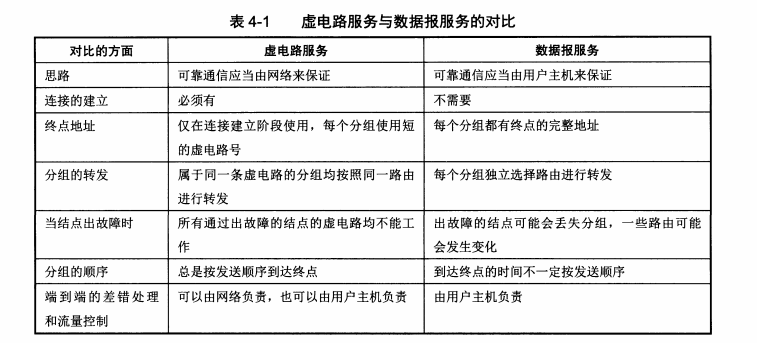 表 4-1 虚电路服务与数据报服务的对比
对比的方面 虚电路服务 数据报服务
思路 可靠通信应当由网络来保证 可靠通信应当由用户主机来保证
连接的建立 必须有 不需要
终点地址 仅在连接建立阶段使用，每个分组使用短 每个分组都有终点的完整地址
的虚电路号
分组的转发 属于同一条虚电路的分组均按照同一路由 每个分组独立选择路由进行转发
进行转发
当结点出故障时 所有通过出故障的结点的虚电路均不能工 出故障的结点可能会丢失分组，一些路由可能
作 会发生变化
分组的顺序 总是按发送顺序到达终点 到达终点的时间不一定按发送顺序
端到端的差错处理 可以由网络负责，也可以由用户主机负责 由用户主机负责
和流量控制